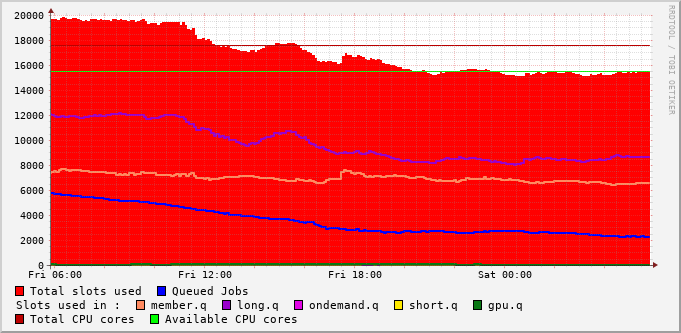 20000
18000
16000
14000
12000
10000
8000
6000
4000
2000
0
Fri 06:00 Fri 12:00 Fri 18:00 Sat 00:00
RRDTOOL / TOBI OETIKER
Total slots used Queued Jobs
Slots used in : member.q long.q ondemand.q short.q gpu.q
Total CPU cores Available CPU cores